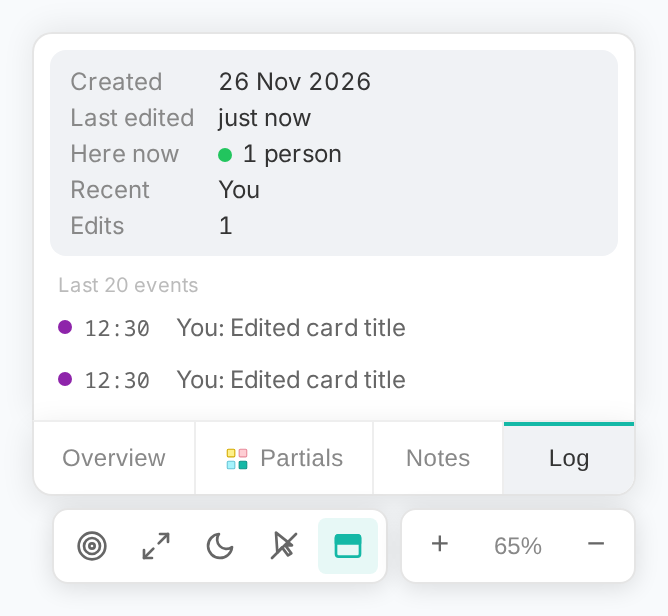 Created 26 Nov 2026
Last edited just now
Here now 1 person
Recent You
Edits 1
Last 20 events
12:30 You: Edited card title
12:30 You: Edited card title
Overview Partials Notes Log
+ 65% −